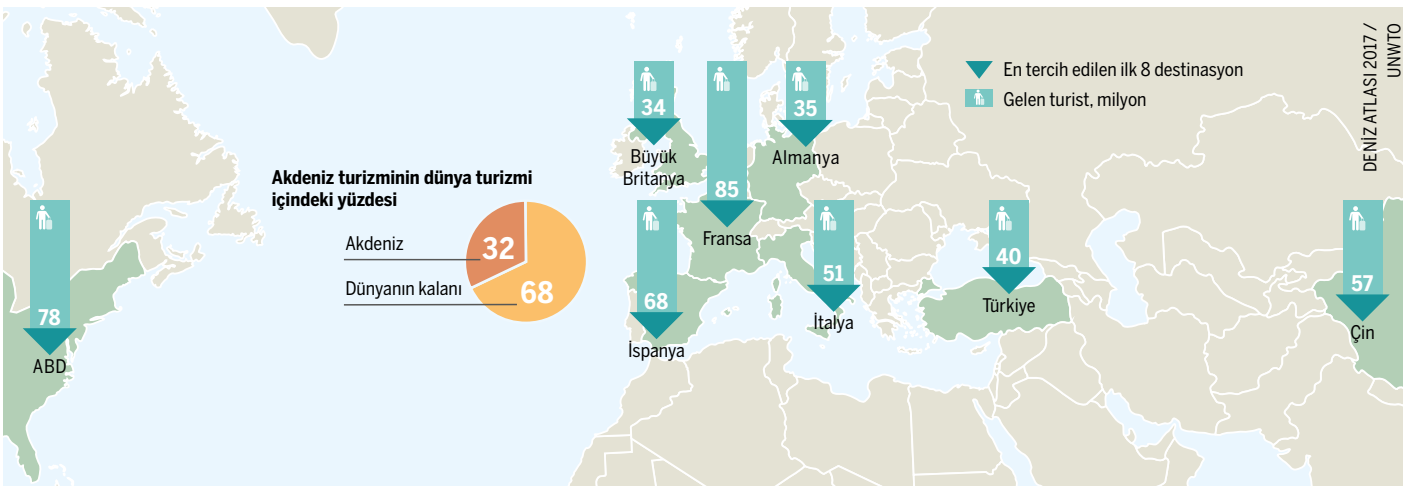 DENİZ ATLASI 2017 /
UNWTO
En tercih edilen ilk 8 destinasyon
Gelen turist, milyon
34
Büyük
Britanya
85
Fransa
35
Almanya
Akdeniz turizminin dünya turizmi
içindeki yüzdesi
Akdeniz
32
Dünyanın kalanı
68
78
ABD
68
İspanya
51
İtalya
40
Türkiye
57
Çin